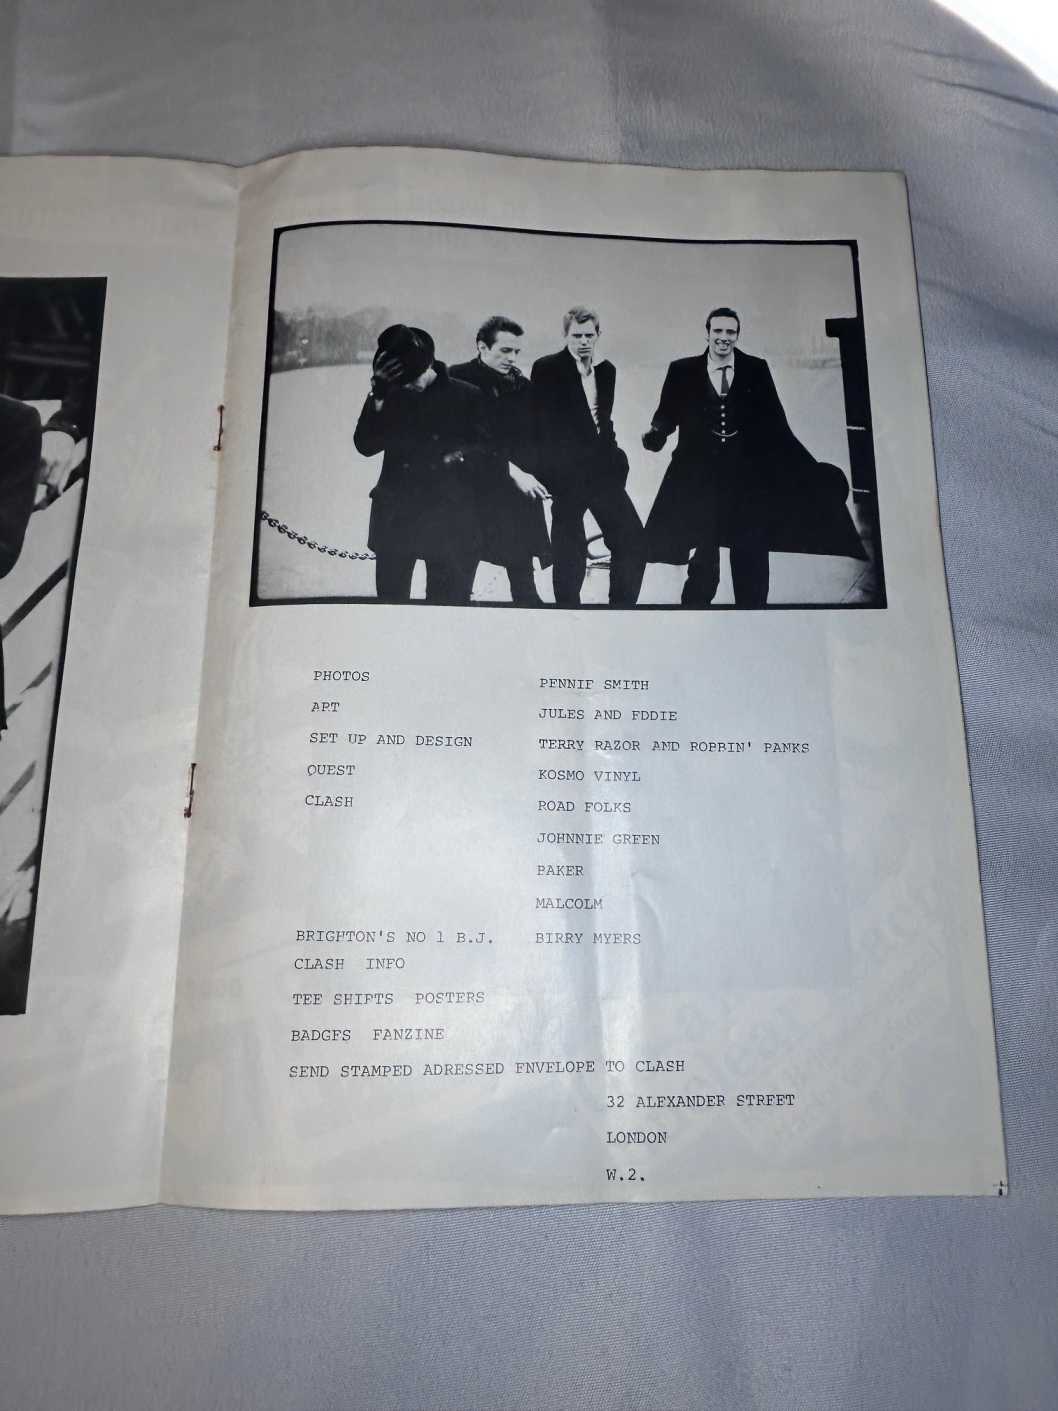 PHOTOS PENNIE SMITH
ART JULES AND EDDIE
SET UP AND DESIGN TERRY RAZOR AND ROBBIN' PANKS
QUEST KOSMO VINYL
CLASH ROAD FOLKS
JOHNNIE GREEN
BAKER
MALCOLM
BRIGHTON'S NO 1 B.J. BIRRY MYERS
CLASH INFO
TEE SHIRTS POSTERS
BADGES FANZINE
SEND STAMPED ADRESSED ENVELOPE TO CLASH
32 ALEXANDER STREET
LONDON
W.2.